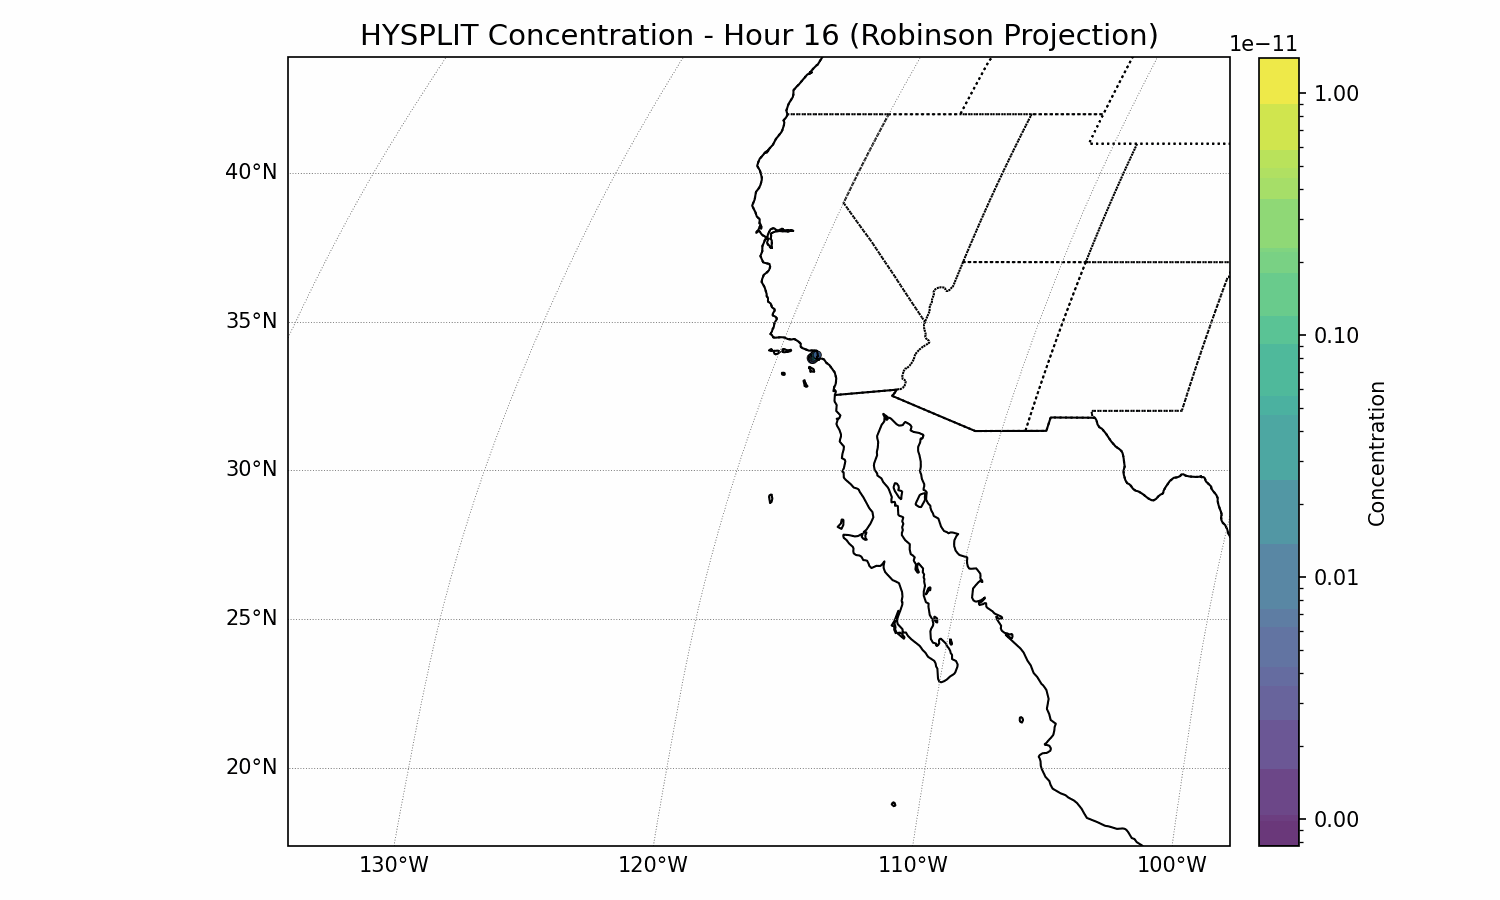 HYSPLIT Concentration - Hour 16 (Robinson Projection)
1e−11
1.00
40°N
35°N
0.10
30°N
Concentration
0.01
25°N
20°N
0.00
130°W 120°W 110°W 100°W